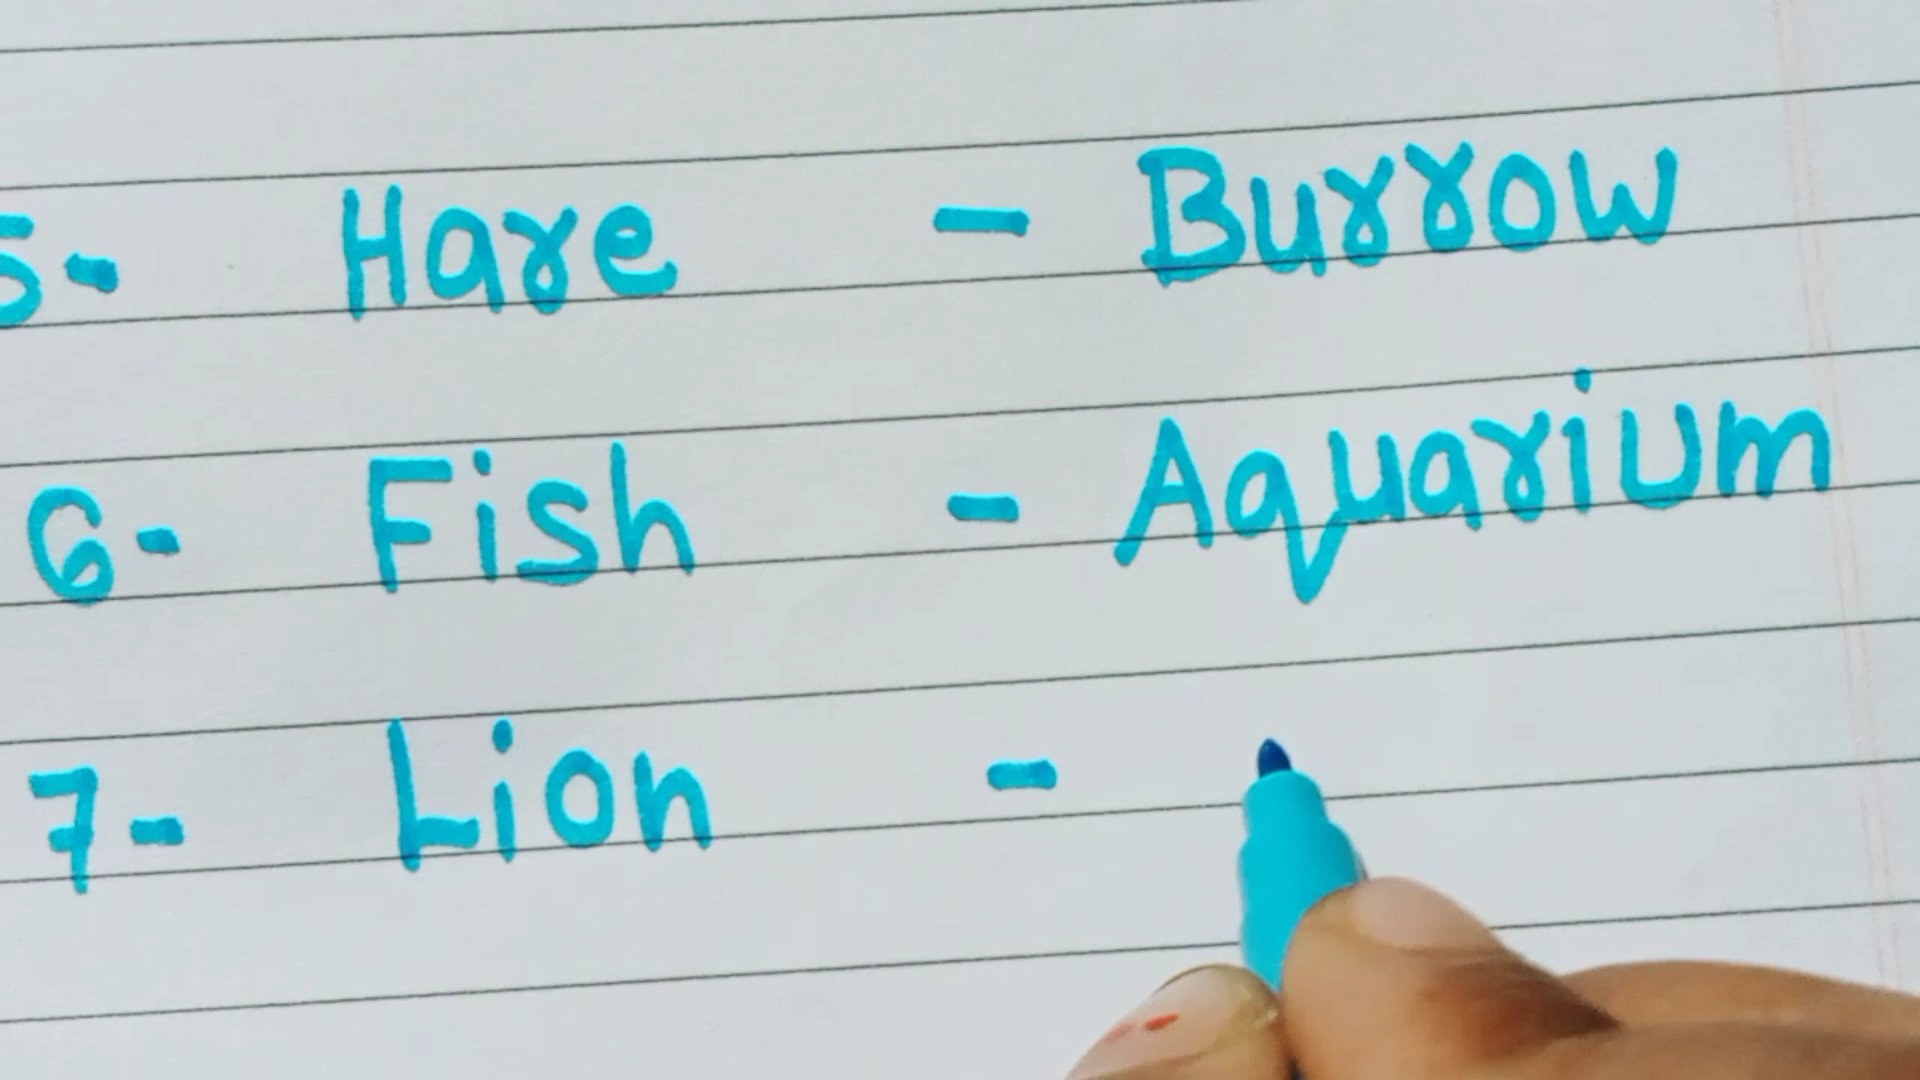 5- Hare - Burrow
6- Fish - Aquarium
7- Lion -